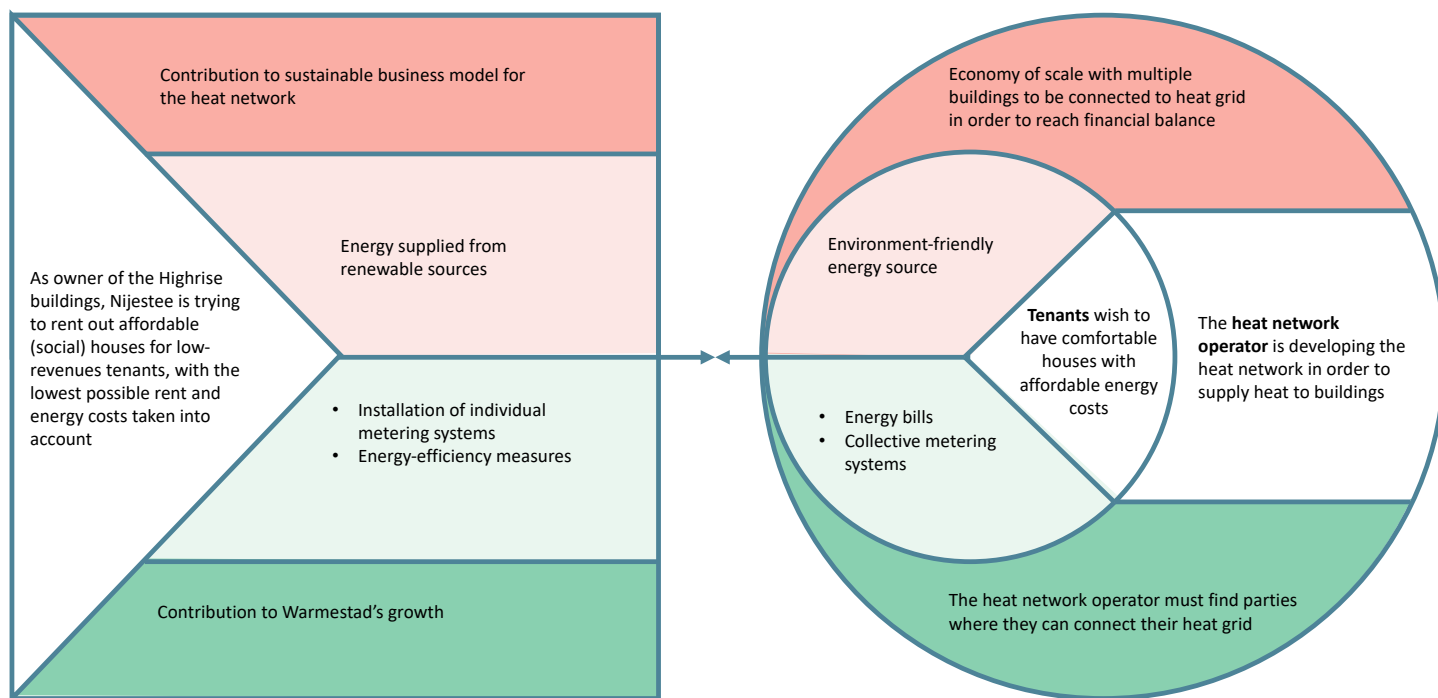 Contribution to sustainable business model for
the heat network
Energy supplied from
renewable sources
As owner of the Highrise
buildings, Nijestee is trying
to rent out affordable
(social) houses for low-
revenues tenants, with the
lowest possible rent and
energy costs taken into
account
• Installation of individual
metering systems
• Energy-efficiency measures
Contribution to Warmestad's growth
Economy of scale with multiple
buildings to be connected to heat grid
in order to reach financial balance
Environment-friendly
energy source
Tenants wish to
have comfortable
houses with
affordable energy
costs
The heat network
operator is developing the
heat network in order to
supply heat to buildings
• Energy bills
• Collective metering
systems
The heat network operator must find parties
where they can connect their heat grid